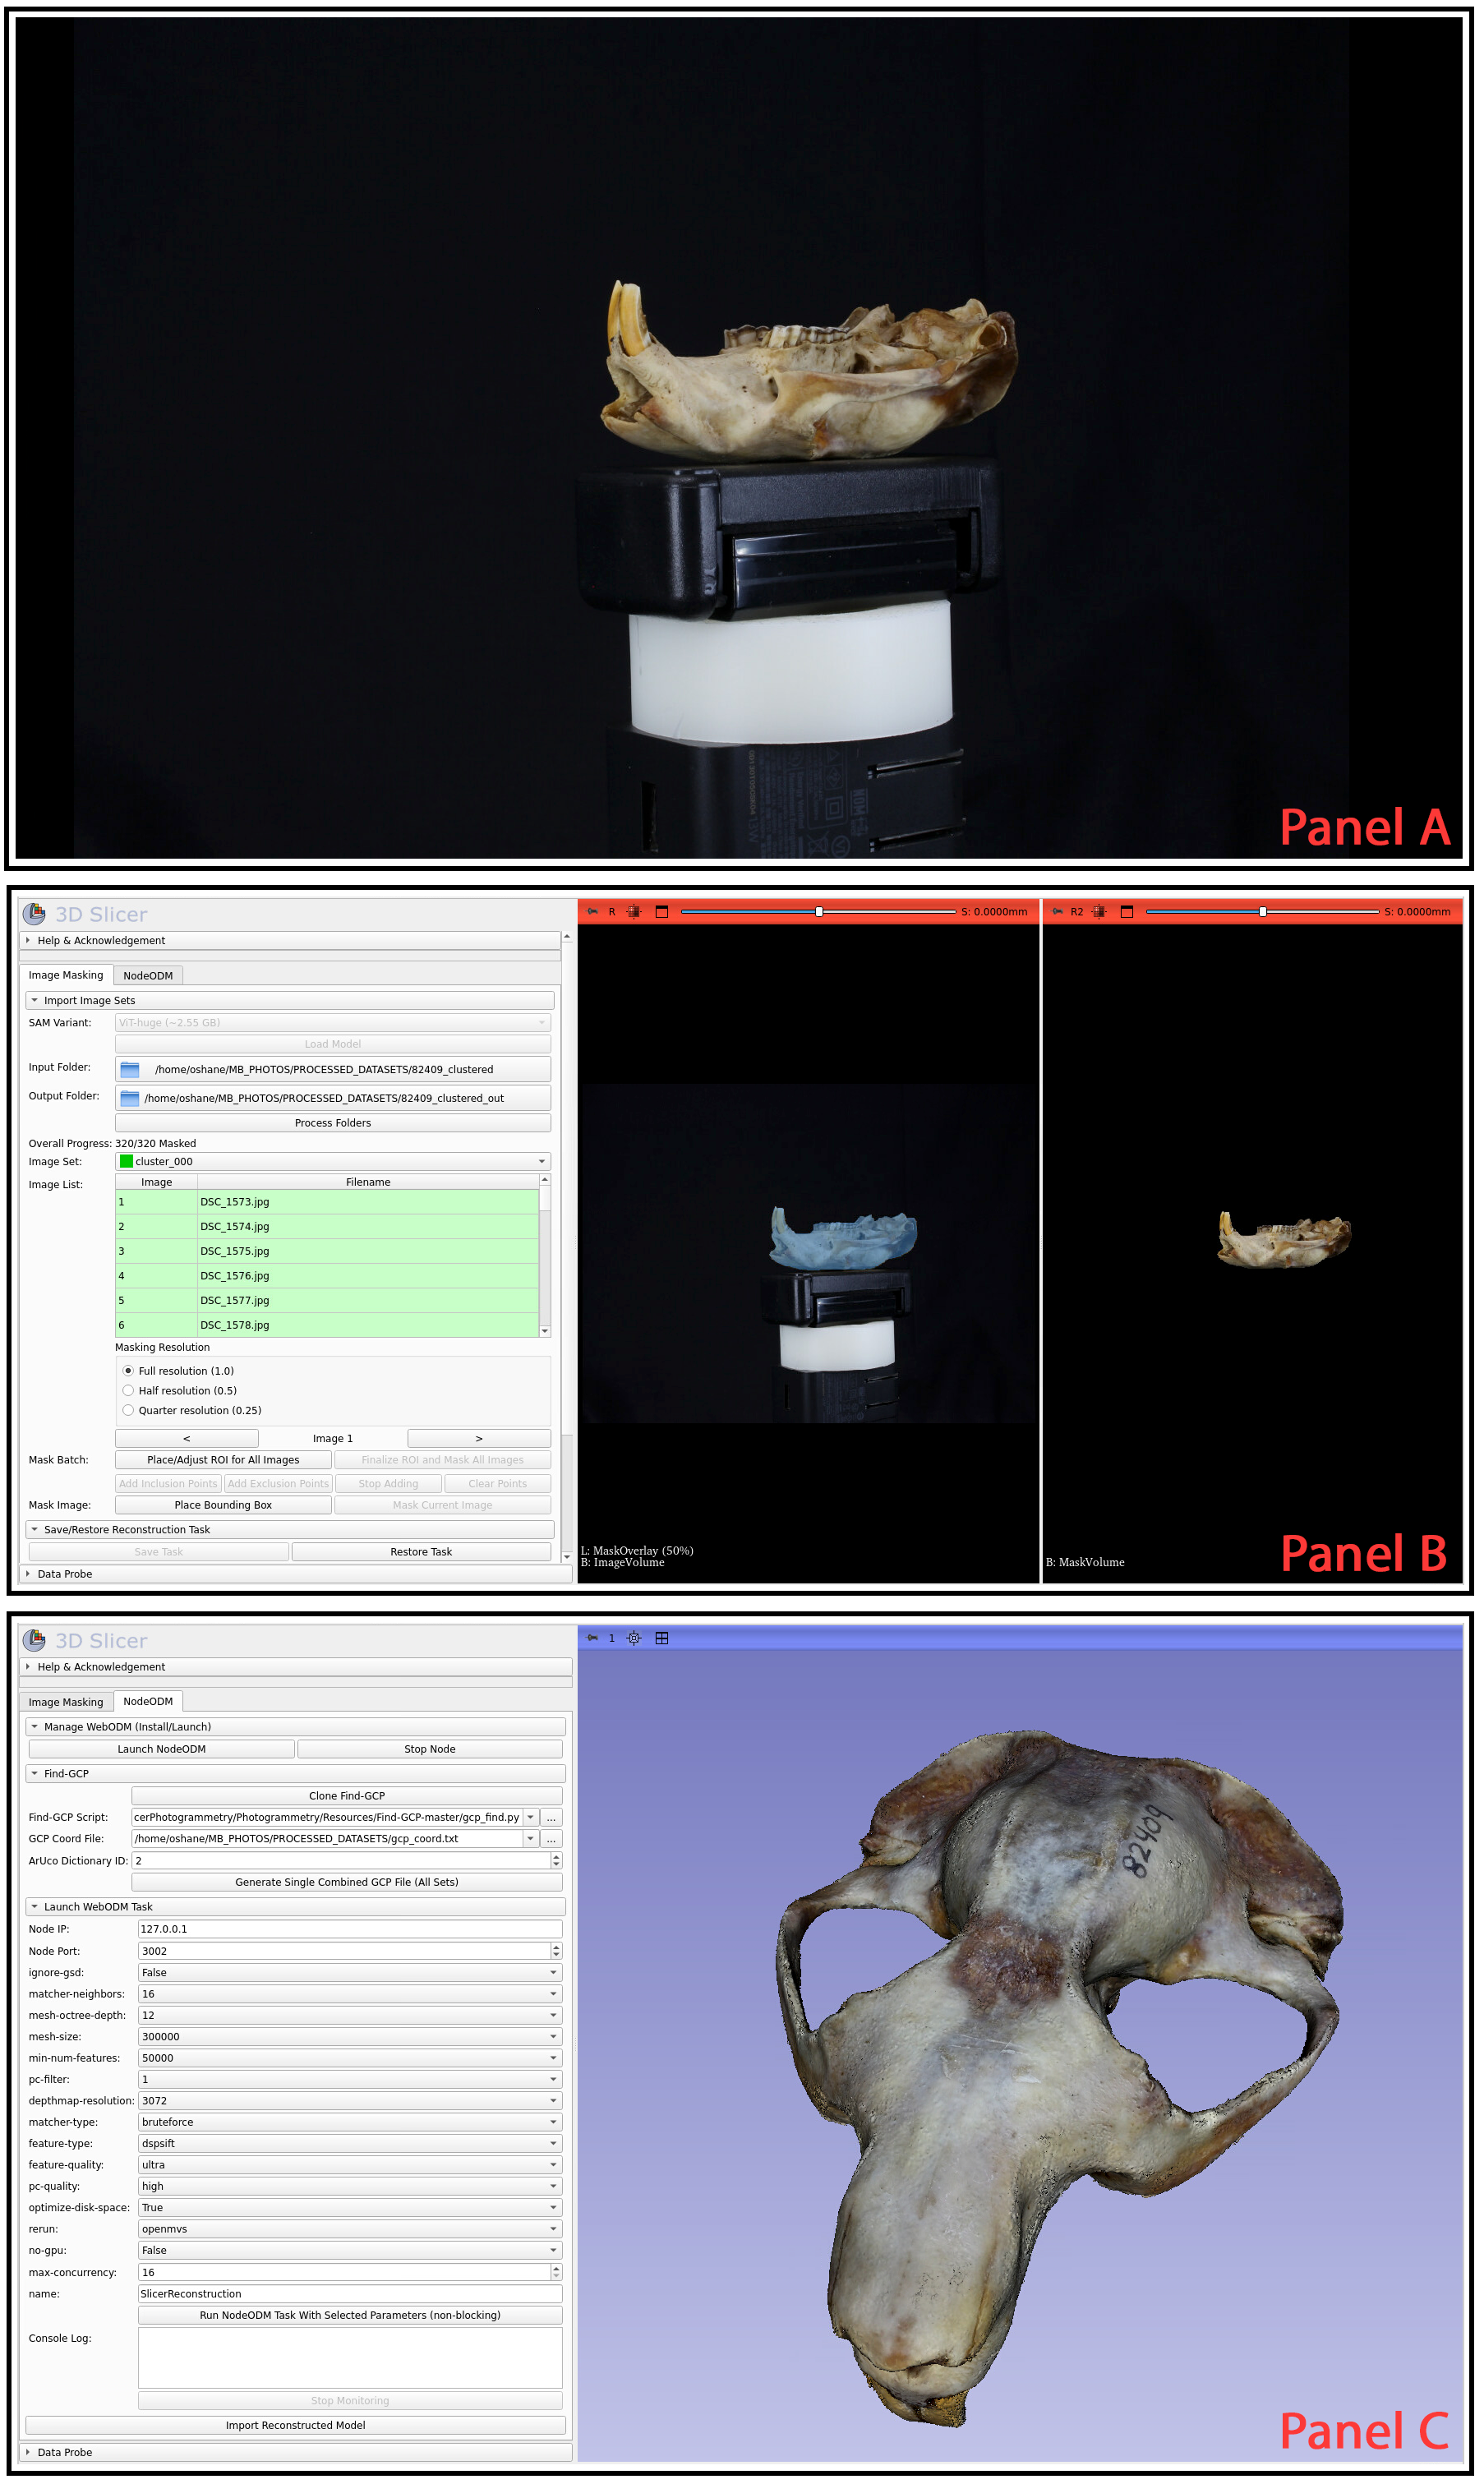 NDM-
Panel A
3D Slicer
Help & Acknowledgement
Image Masking NodeODM
Import Image Sets
SAM Variant: ViT-huge (~2.55 GB)
Load Model
Input Folder: /home/oshane/MB_PHOTOS/PROCESSED_DATASETS/82409_clustered
Output Folder: /home/oshane/MB_PHOTOS/PROCESSED_DATASETS/82409_clustered_out
Process Folders
Overall Progress: 320/320 Masked
Image Set: cluster_000
Image List: Image Filename
1 DSC_1573.jpg
2 DSC_1574.jpg
3 DSC_1575.jpg
4 DSC_1576.jpg
5 DSC_1577.jpg
6 DSC_1578.jpg
Masking Resolution
Full resolution (1.0)
Half resolution (0.5)
Quarter resolution (0.25)
< Image 1 >
Mask Batch: Place/Adjust ROI for All Images Finalize ROI and Mask All Images
Add Inclusion Points Add Exclusion Points Stop Adding Clear Points
Mask Image: Place Bounding Box Mask Current Image
Save/Restore Reconstruction Task
Save Task Restore Task
Data Probe
R S: 0.0000mm
L: MaskOverlay (50%)
B: ImageVolume
R2 S: 0.0000mm
B: MaskVolume
Panel B
3D Slicer
Help & Acknowledgement
Image Masking NodeODM
Manage WebODM (Install/Launch)
Launch NodeODM Stop Node
Find-GCP
Clone Find-GCP
Find-GCP Script: cerPhotogrammetry/Photogrammetry/Resources/Find-GCP-master/gcp_find.py ...
GCP Coord File: /home/oshane/MB_PHOTOS/PROCESSED_DATASETS/gcp_coord.txt ...
ArUco Dictionary ID: 2
Generate Single Combined GCP File (All Sets)
Launch WebODM Task
Node IP: 127.0.0.1
Node Port: 3002
ignore-gsd: False
matcher-neighbors: 16
mesh-octree-depth: 12
mesh-size: 300000
min-num-features: 50000
pc-filter: 1
depthmap-resolution: 3072
matcher-type: bruteforce
feature-type: dspsift
feature-quality: ultra
pc-quality: high
optimize-disk-space: True
rerun: openmvs
no-gpu: False
max-concurrency: 16
name: SlicerReconstruction
Run NodeODM Task With Selected Parameters (non-blocking)
Console Log:
Stop Monitoring
Import Reconstructed Model
Data Probe
1
82409
Panel C